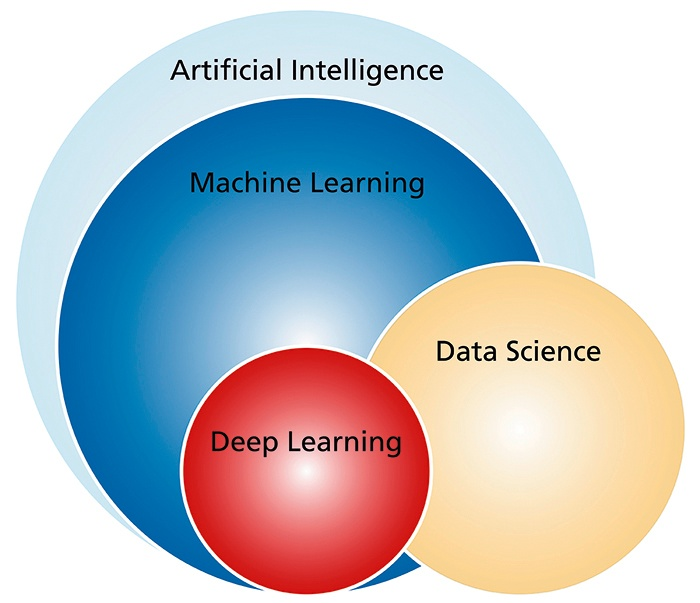 Artificial Intelligence
Machine Learning
Data Science
Deep Learning